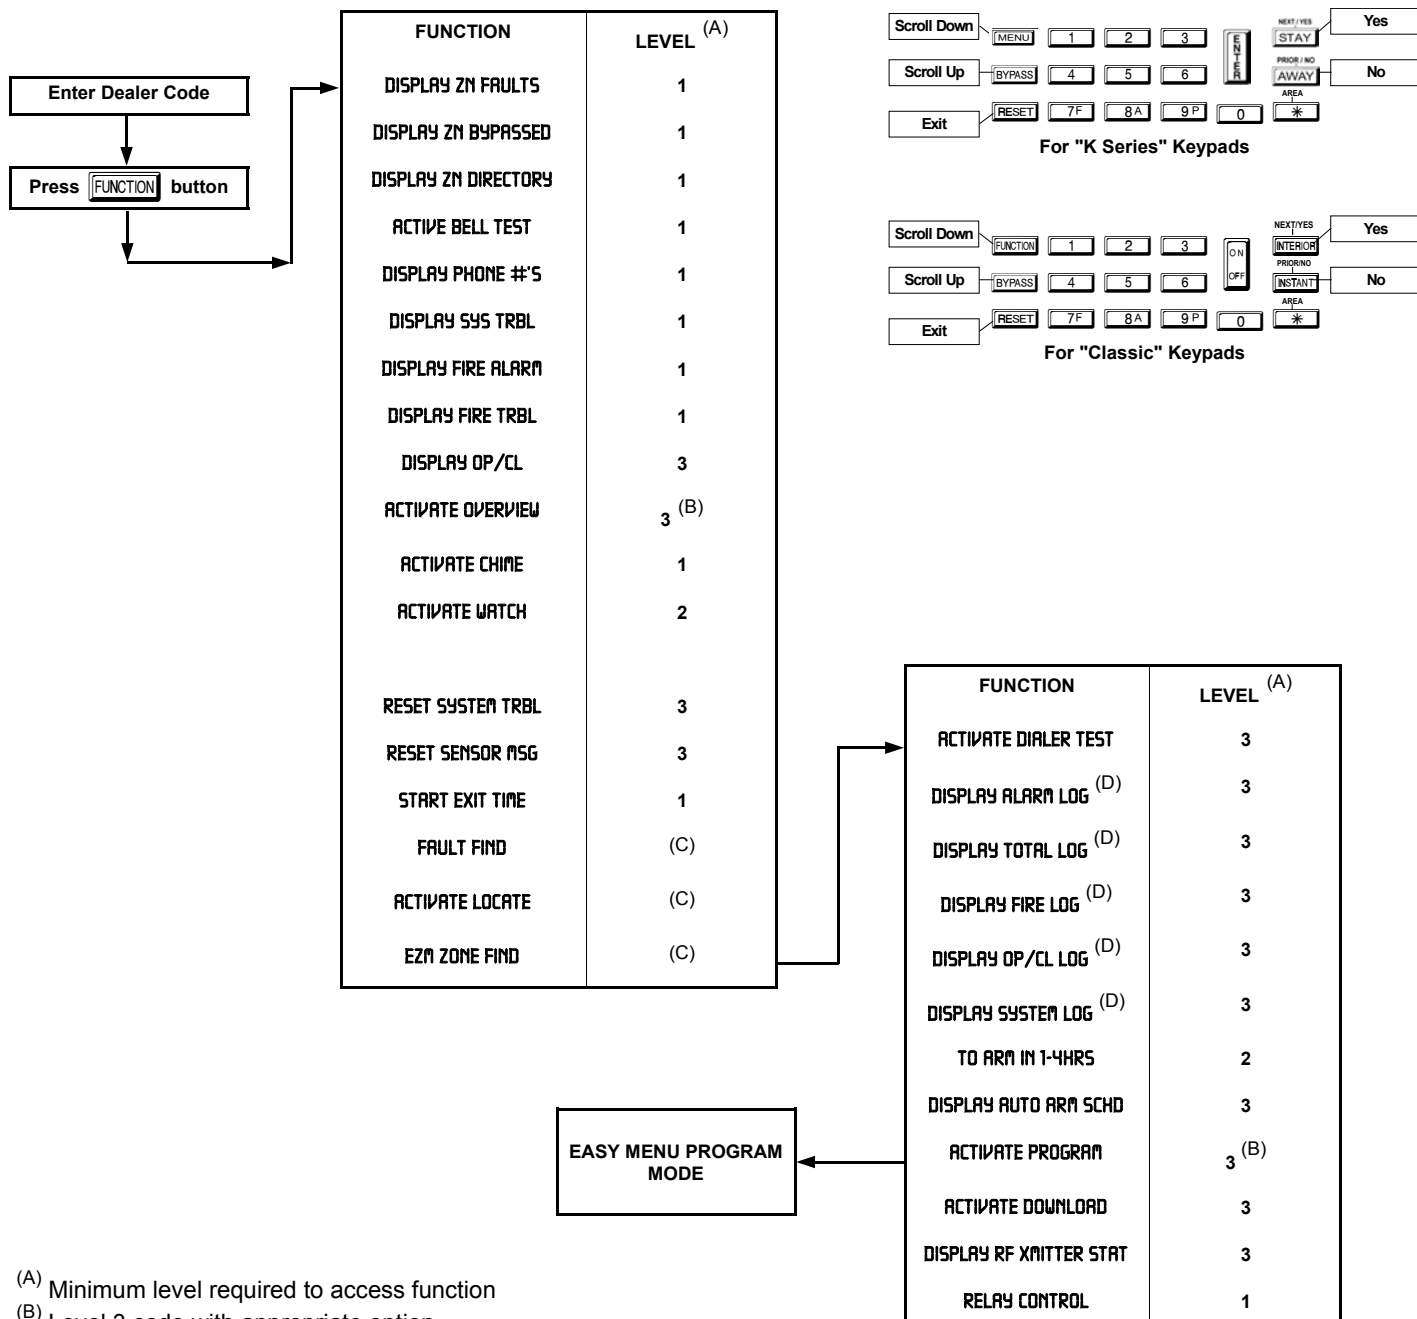 Enter Dealer Code
Press FUNCTION button
FUNCTION LEVEL (A)
DISPLAY ZN FAULTS 1
DISPLAY ZN BYPASSED 1
DISPLAY ZN DIRECTORY 1
ACTIVE BELL TEST 1
DISPLAY PHONE #'S 1
DISPLAY SYS TRBL 1
DISPLAY FIRE ALARM 1
DISPLAY FIRE TRBL 1
DISPLAY OP/CL 3
ACTIVATE OVERVIEW 3 (B)
ACTIVATE CHIME 1
ACTIVATE WATCH 2
RESET SYSTEM TRBL 3
RESET SENSOR MSG 3
START EXIT TIME 1
FAULT FIND (C)
ACTIVATE LOCATE (C)
EZM ZONE FIND (C)
Scroll Down MENU 1 2 3 ENTER NEXT / YES STAY Yes
Scroll Up BYPASS 4 5 6 PRIOR / NO AWAY No
Exit RESET 7F 8A 9P 0 AREA *
For "K Series" Keypads
Scroll Down FUNCTION 1 2 3 ON OFF NEXT/YES INTERIOR Yes
Scroll Up BYPASS 4 5 6 PRIOR/NO INSTANT No
Exit RESET 7F 8A 9P 0 AREA *
For "Classic" Keypads
FUNCTION LEVEL (A)
ACTIVATE DIALER TEST 3
DISPLAY ALARM LOG (D) 3
DISPLAY TOTAL LOG (D) 3
DISPLAY FIRE LOG (D) 3
DISPLAY OP/CL LOG (D) 3
DISPLAY SYSTEM LOG (D) 3
TO ARM IN 1-4HRS 2
DISPLAY AUTO ARM SCHD 3
ACTIVATE PROGRAM 3 (B)
ACTIVATE DOWNLOAD 3
DISPLAY RF XMITTER STAT 3
RELAY CONTROL 1
EASY MENU PROGRAM
MODE
(A) Minimum level required to access function
(B) Level 3 code with appropriate option